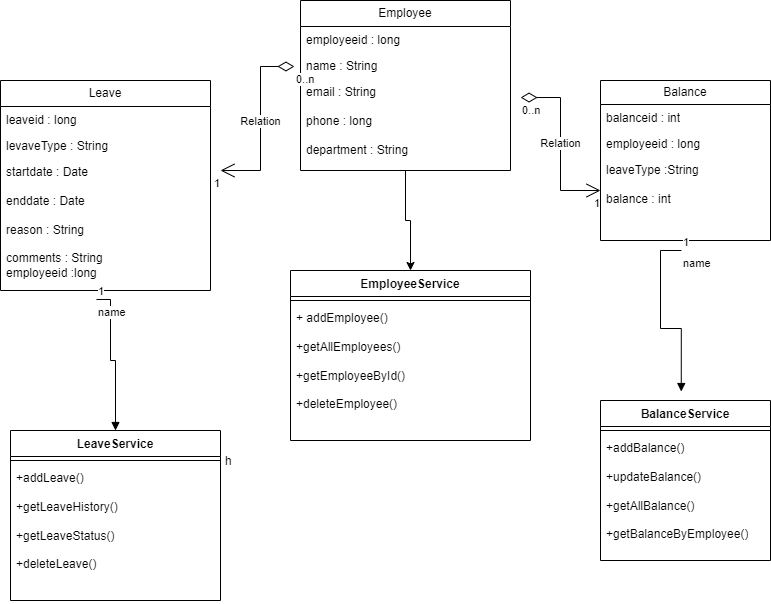 Employee
employeeid : long
name : String
email : String
phone : long
department : String
0..n
Relation
1
Leave
leaveid : long
levaveType : String
startdate : Date
enddate : Date
reason : String
comments : String
employeeid :long
1
name
0..n
Relation
1
Balance
balanceid : int
employeeid : long
leaveType :String
balance : int
1
name
EmployeeService
+ addEmployee()
+getAllEmployees()
+getEmployeeById()
+deleteEmployee()
LeaveService
h
+addLeave()
+getLeaveHistory()
+getLeaveStatus()
+deleteLeave()
BalanceService
+addBalance()
+updateBalance()
+getAllBalance()
+getBalanceByEmployee()